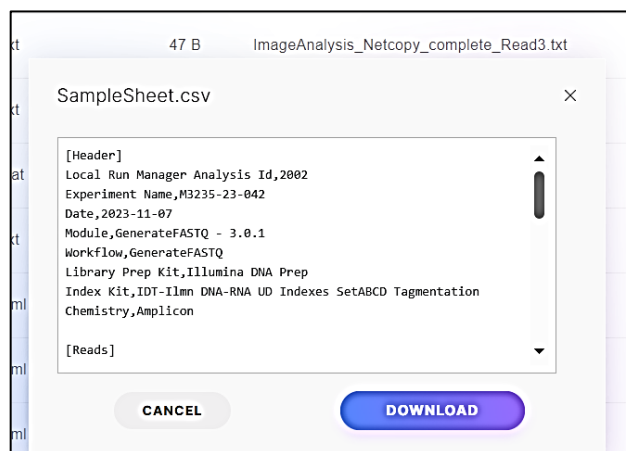 xt 47 B ImageAnalysis_Netcopy_complete_Read3.txt
SampleSheet.csv
xt
[Header]
Local Run Manager Analysis Id,2002
Experiment Name,M3235-23-042
at
Date,2023-11-07
Module,GenerateFASTQ - 3.0.1
xt
Workflow,GenerateFASTQ
Library Prep Kit,Illumina DNA Prep
Index Kit,IDT-Ilmn DNA-RNA UD Indexes SetABCD Tagmentation
ml
Chemistry,Amplicon
[Reads]
ml
CANCEL DOWNLOAD
ml